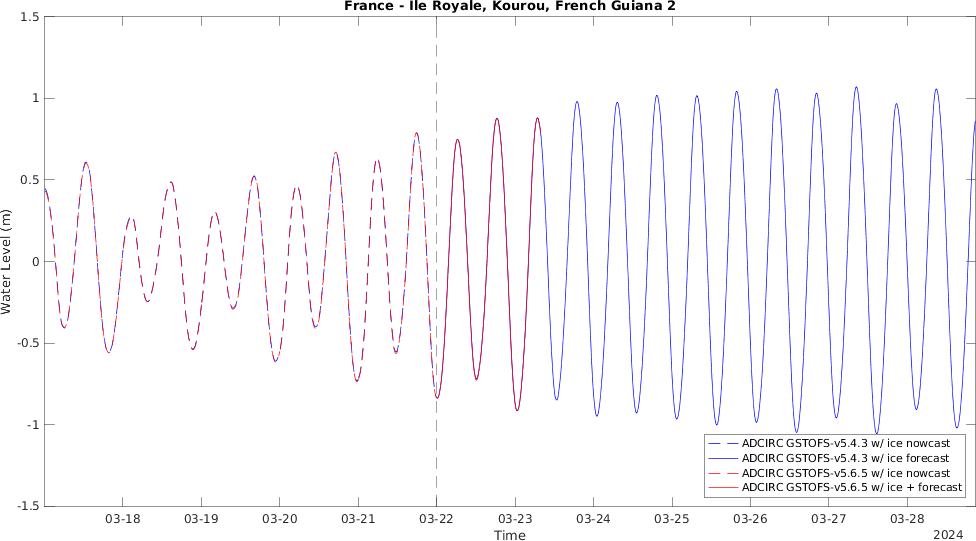 France - Ile Royale, Kourou, French Guiana 2
1.5
1
0.5
0
-0.5
-1
-1.5
Water Level (m)
ADCIRC GSTOFS-v5.4.3 w/ ice nowcast
ADCIRC GSTOFS-v5.4.3 w/ ice forecast
ADCIRC GSTOFS-v5.6.5 w/ ice nowcast
ADCIRC GSTOFS-v5.6.5 w/ ice + forecast
03-18 03-19 03-20 03-21 03-22 03-23 03-24 03-25 03-26 03-27 03-28
Time
2024